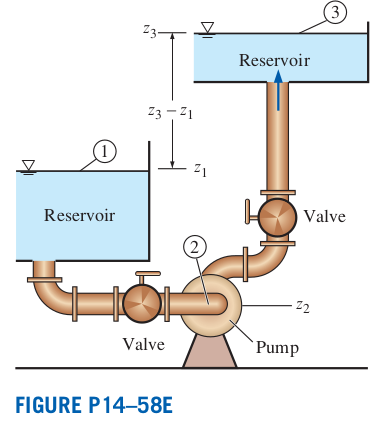 3
z3
Reservoir
z3 – z1
1
z1
Reservoir
Valve
2
z2
Valve
Pump
FIGURE P14–58E